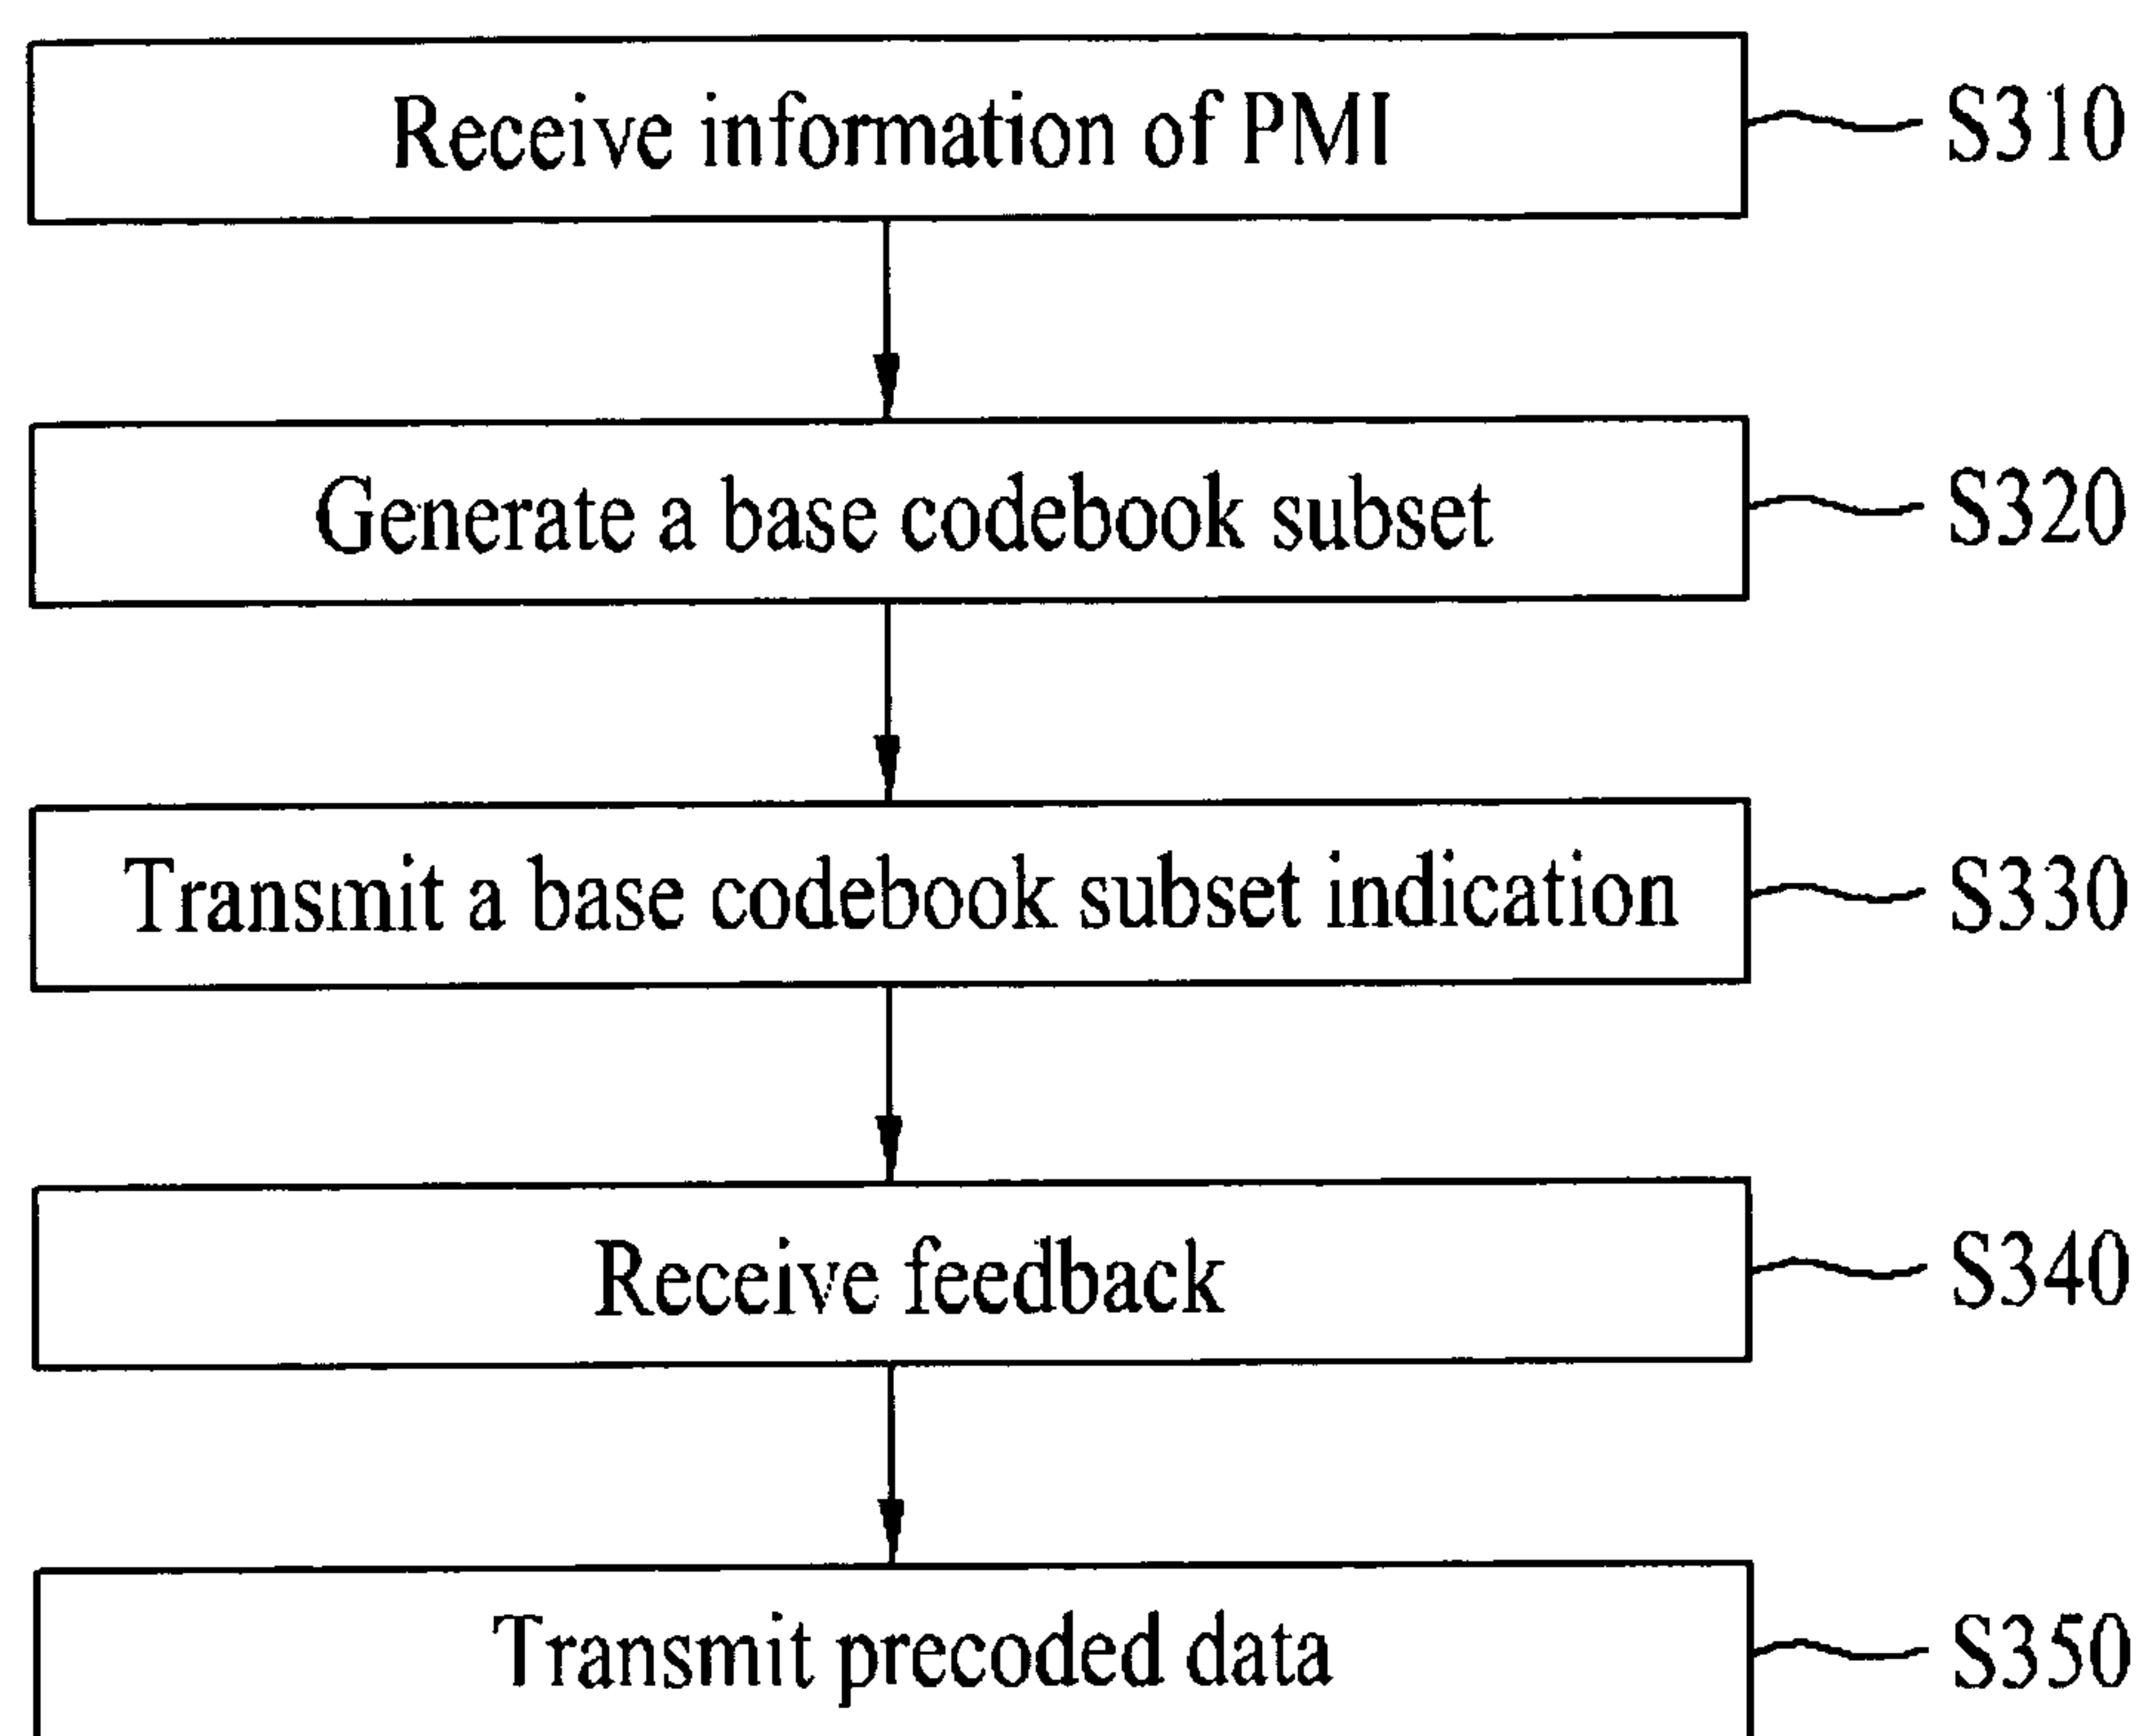 Receive information of PMI S310
Generate a base codebook subset S320
Transmit a base codebook subset indication S330
Receive feedback S340
Transmit precoded data S350